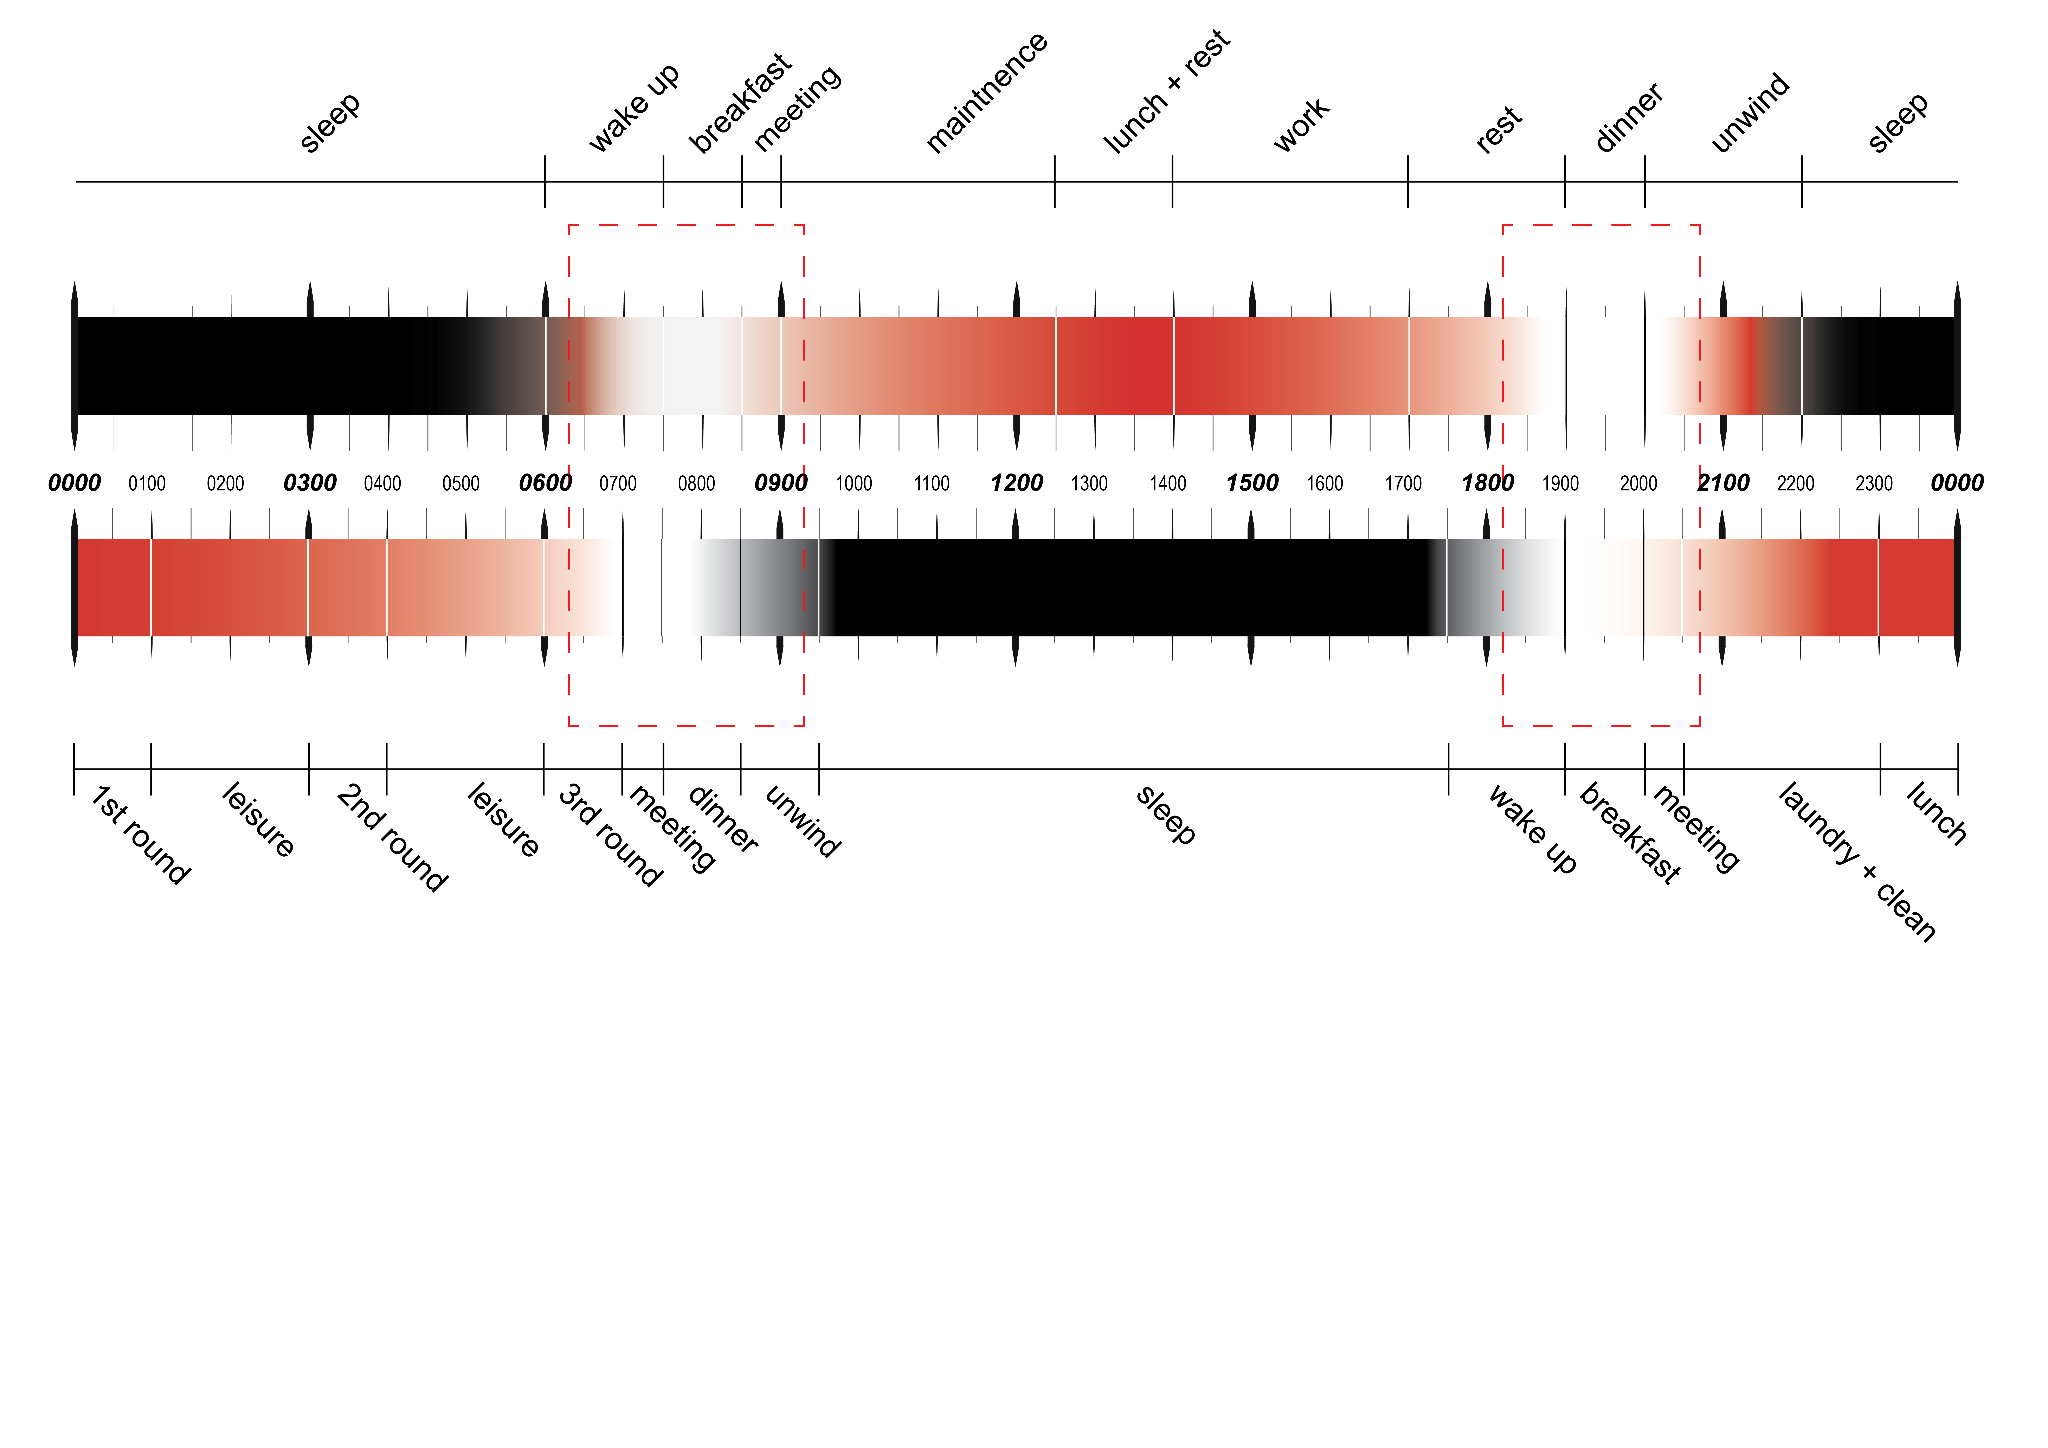 sleep
wake up
breakfast
meeting
maintnence
lunch + rest
work
rest
dinner
unwind
sleep
0000 0100 0200 0300 0400 0500 0600 0700 0800 0900 1000 1100 1200 1300 1400 1500 1600 1700 1800 1900 2000 2100 2200 2300 0000
1st round
leisure
2nd round
leisure
3rd round
meeting
dinner
unwind
sleep
wake up
breakfast
meeting
laundry + clean
lunch